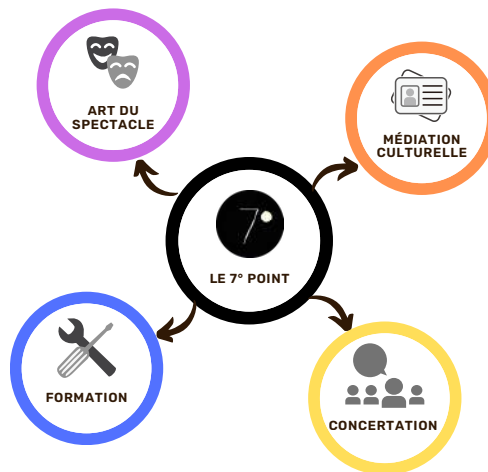 ART DU
SPECTACLE
MÉDIATION
CULTURELLE
7°
LE 7° POINT
FORMATION
CONCERTATION